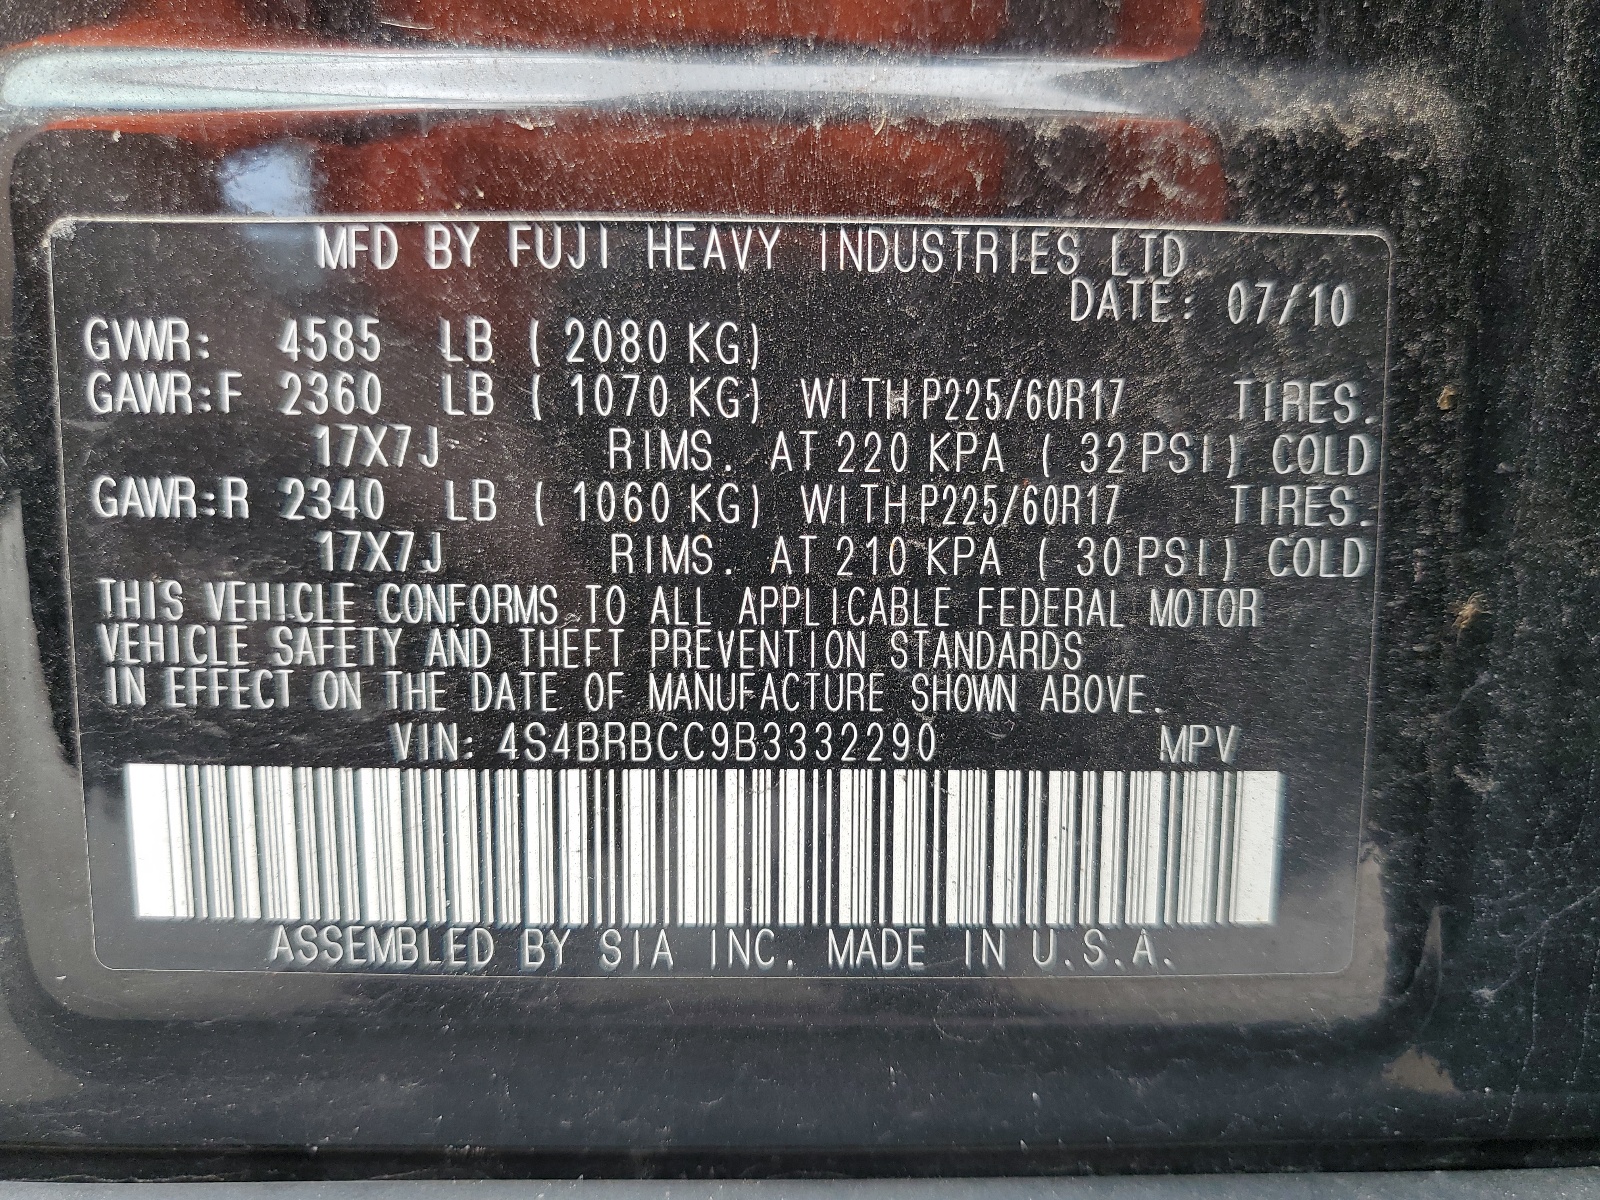 MFD BY FUJI HEAVY INDUSTRIES LTD
DATE: 07/10
GVWR: 4585 LB ( 2080 KG)
GAWR:F 2360 LB ( 1070 KG) WITH P225/60R17 TIRES.
17X7J RIMS. AT 220 KPA ( 32 PSI) COLD
GAWR:R 2340 LB ( 1060 KG) WITH P225/60R17 TIRES.
17X7J RIMS. AT 210 KPA ( 30 PSI) COLD
THIS VEHICLE CONFORMS TO ALL APPLICABLE FEDERAL MOTOR
VEHICLE SAFETY AND THEFT PREVENTION STANDARDS
IN EFFECT ON THE DATE OF MANUFACTURE SHOWN ABOVE.
VIN: 4S4BRBCC9B3332290 MPV
ASSEMBLED BY SIA INC. MADE IN U.S.A.